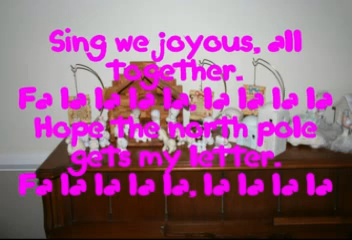 Sing we joyous, all
together.
Fa la la la la, la la la la
Hope the north pole
gets my letter.
Fa la la la la, la la la la